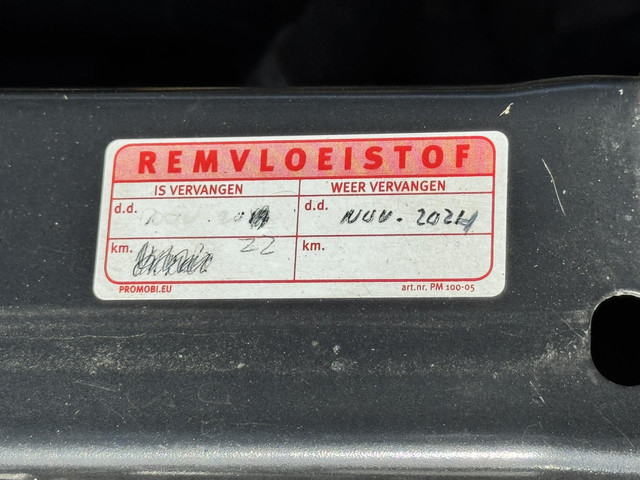 REMVLOEISTOF
IS VERVANGEN
WEER VERVANGEN
d.d.
d.d. NOV. 2024
km. 22
km.
PROMOBI.EU
art.nr. PM 100-05